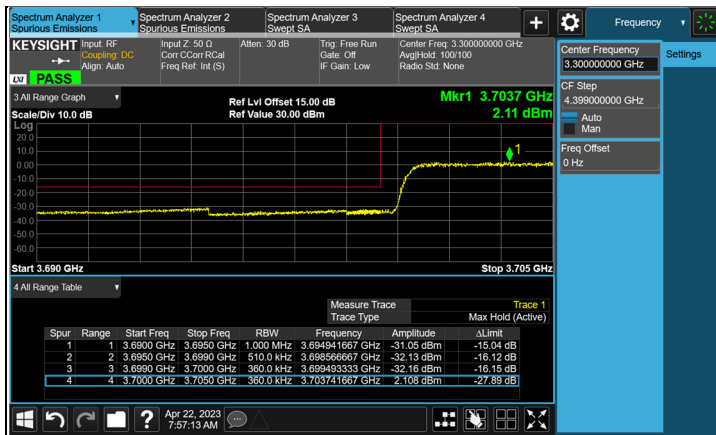 Spectrum Analyzer 1
Spurious Emissions
Spectrum Analyzer 2
Spurious Emissions
Spectrum Analyzer 3
Swept SA
Spectrum Analyzer 4
Swept SA
+
Frequency
KEYSIGHT
Input: RF
Coupling: DC
Align: Auto
Input Z: 50 Ω
Corr CCorr RCal
Freq Ref: Int (S)
Atten: 30 dB
Trig: Free Run
Gate: Off
IF Gain: Low
Center Freq: 3.300000000 GHz
Avg|Hold: 100/100
Radio Std: None
LXI
PASS
Center Frequency
3.300000000 GHz
Settings
CF Step
4.399000000 GHz
Auto
Man
Freq Offset
0 Hz
3 All Range Graph
Scale/Div 10.0 dB
Ref Lvl Offset 15.00 dB
Ref Value 30.00 dBm
Mkr1 3.7037 GHz
2.11 dBm
Log
20.0
10.0
0.00
-10.0
-20.0
-30.0
-40.0
-50.0
-60.0
1
Start 3.690 GHz
Stop 3.705 GHz
4 All Range Table
Measure Trace Trace 1
Trace Type Max Hold (Active)
Spur Range Start Freq Stop Freq RBW Frequency Amplitude ΔLimit
1 1 3.6900 GHz 3.6950 GHz 1.000 MHz 3.694941667 GHz -31.05 dBm -15.04 dB
2 2 3.6950 GHz 3.6990 GHz 510.0 kHz 3.698566667 GHz -32.13 dBm -16.12 dB
3 3 3.6990 GHz 3.7000 GHz 360.0 kHz 3.699493333 GHz -32.16 dBm -16.15 dB
4 4 3.7000 GHz 3.7050 GHz 360.0 kHz 3.703741667 GHz 2.108 dBm -27.89 dB
?
Apr 22, 2023
7:57:13 AM